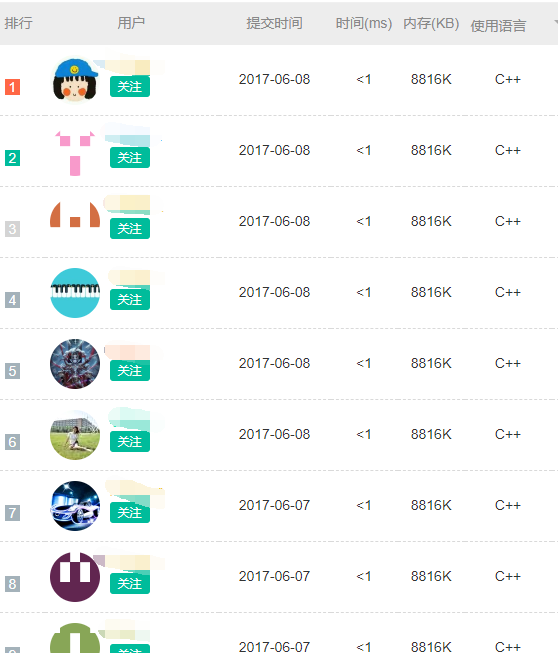 排行 用户 提交时间 时间(ms) 内存(KB) 使用语言
1 关注 2017-06-08 <1 8816K C++
2 关注 2017-06-08 <1 8816K C++
3 关注 2017-06-08 <1 8816K C++
4 关注 2017-06-08 <1 8816K C++
5 关注 2017-06-08 <1 8816K C++
6 关注 2017-06-08 <1 8816K C++
7 关注 2017-06-07 <1 8816K C++
8 关注 2017-06-07 <1 8816K C++
关注 2017-06-07 <1 8816K C++